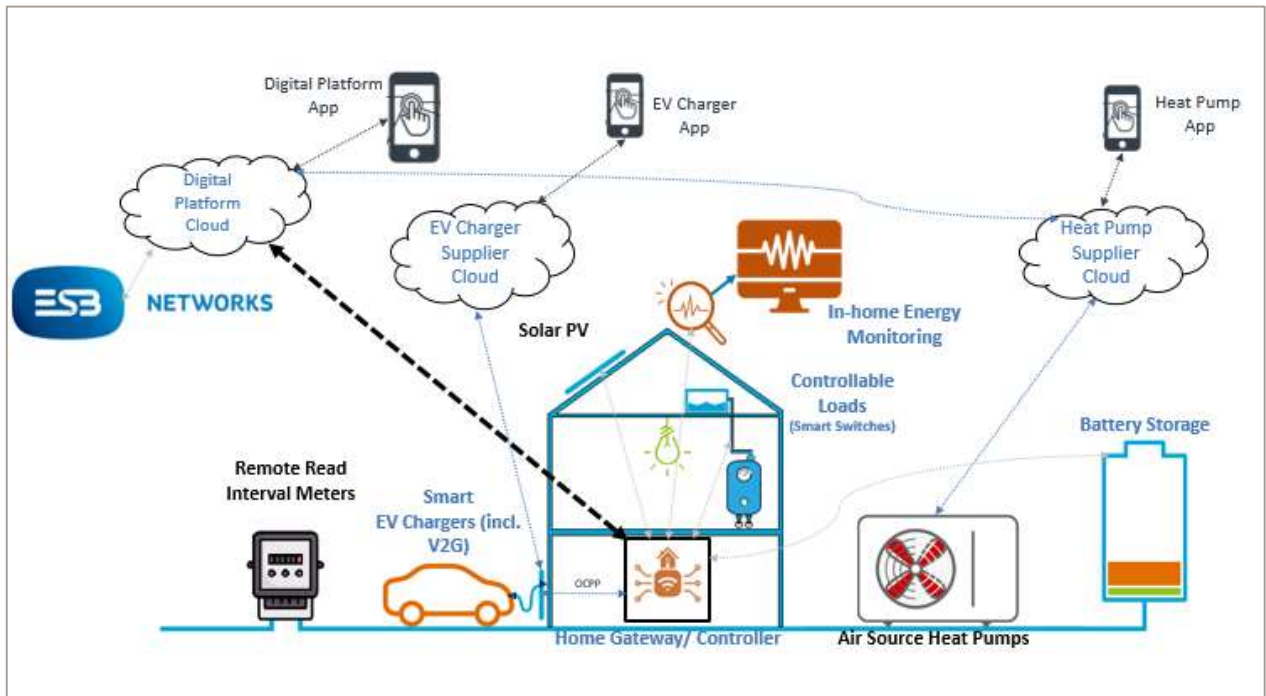 Digital Platform
App
EV Charger
App
Heat Pump
App
Digital
Platform
Cloud
EV Charger
Supplier
Cloud
Heat Pump
Supplier
Cloud
ESB NETWORKS
Solar PV
In-home Energy
Monitoring
Controllable
Loads
(Smart Switches)
Battery Storage
Remote Read
Interval Meters
Smart
EV Chargers (incl.
V2G)
OCPP
Home Gateway/ Controller
Air Source Heat Pumps